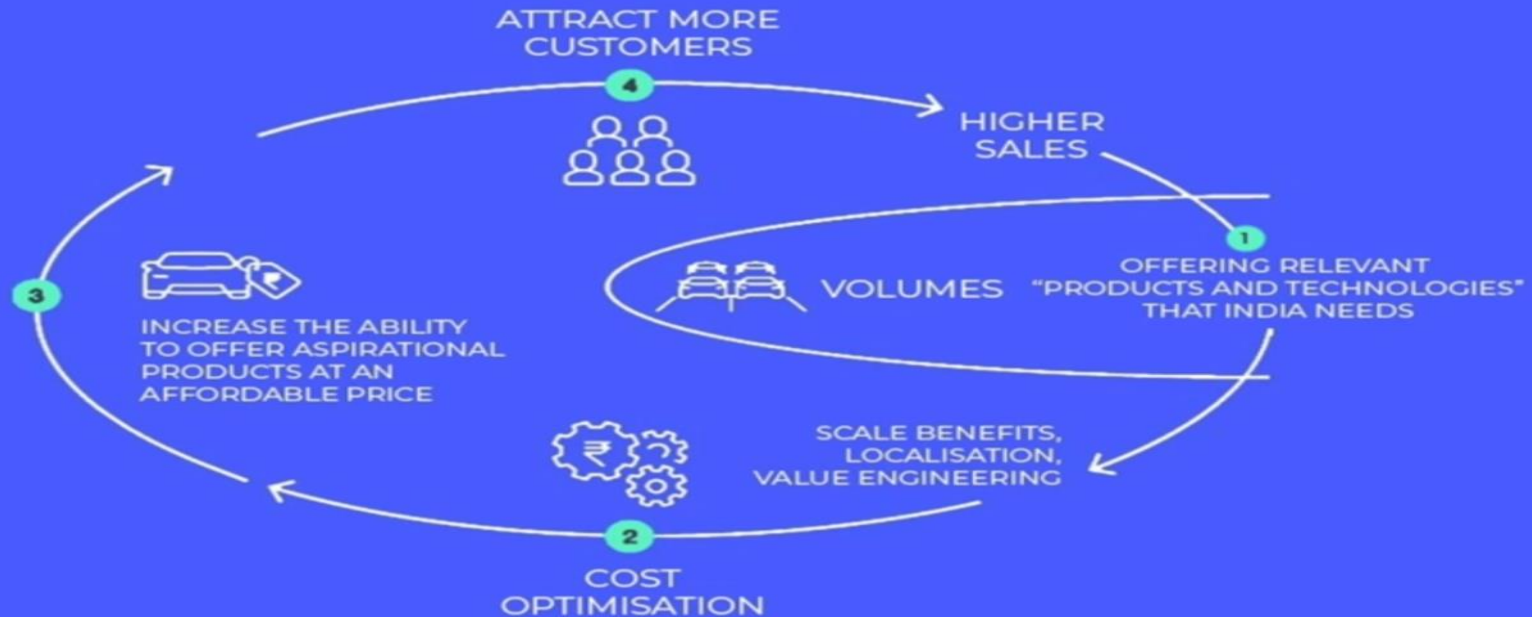 ATTRACT MORE
CUSTOMERS
4
HIGHER
SALES
1
OFFERING RELEVANT
“PRODUCTS AND TECHNOLOGIES”
THAT INDIA NEEDS
VOLUMES
SCALE BENEFITS,
LOCALISATION,
VALUE ENGINEERING
₹
2
COST
OPTIMISATION
3
₹
INCREASE THE ABILITY
TO OFFER ASPIRATIONAL
PRODUCTS AT AN
AFFORDABLE PRICE